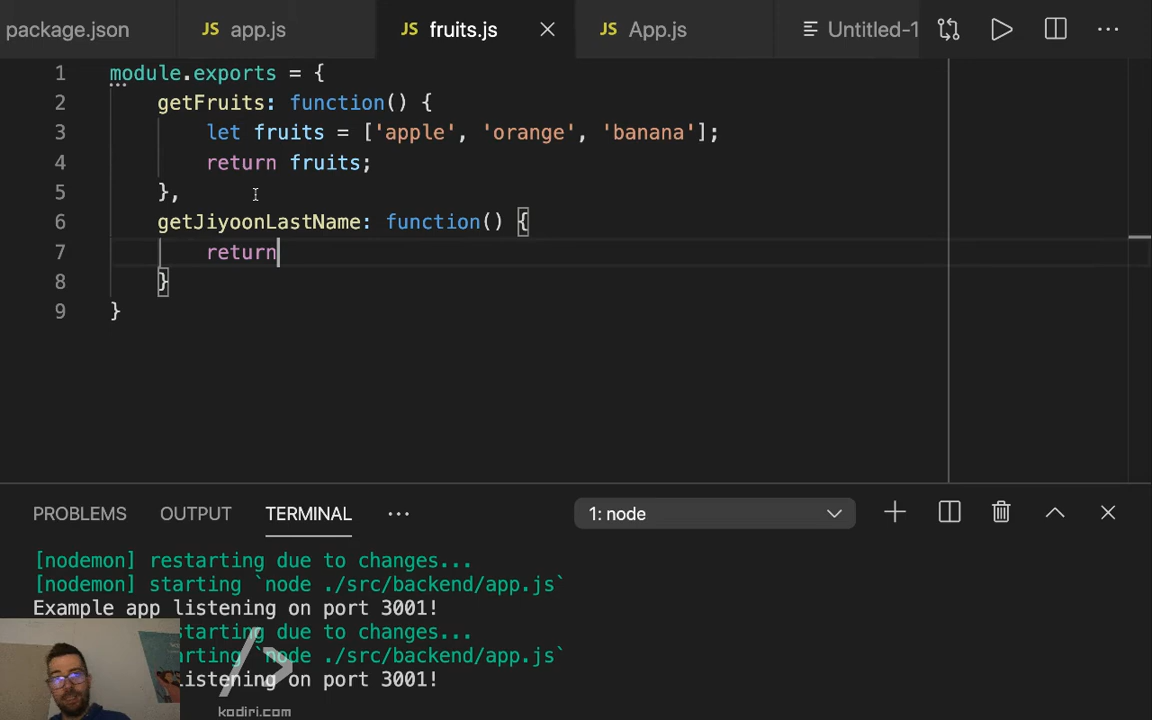 package.json JS app.js JS fruits.js JS App.js Untitled-1
1 module.exports = {
2 getFruits: function() {
3 let fruits = ['apple', 'orange', 'banana'];
4 return fruits;
5 },
6 getJiyoonLastName: function() {
7 return
8 }
9 }
PROBLEMS OUTPUT TERMINAL 1: node
[nodemon] restarting due to changes...
[nodemon] starting `node ./src/backend/app.js`
Example app listening on port 3001!
starting due to changes...
arting `node ./src/backend/app.js`
listening on port 3001!
kodiri.com